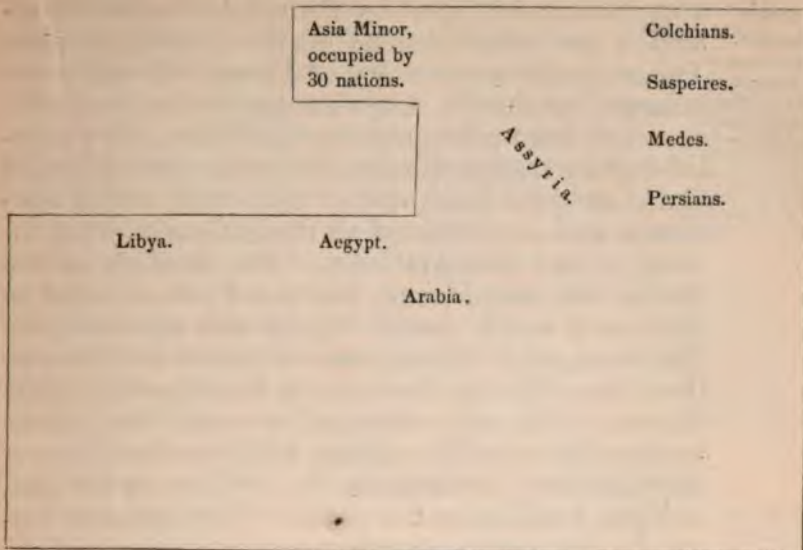 Asia Minor,
occupied by
30 nations.
Colchians.
Saspeires.
Medes.
Assyria.
Persians.
Libya.
Aegypt.
Arabia.